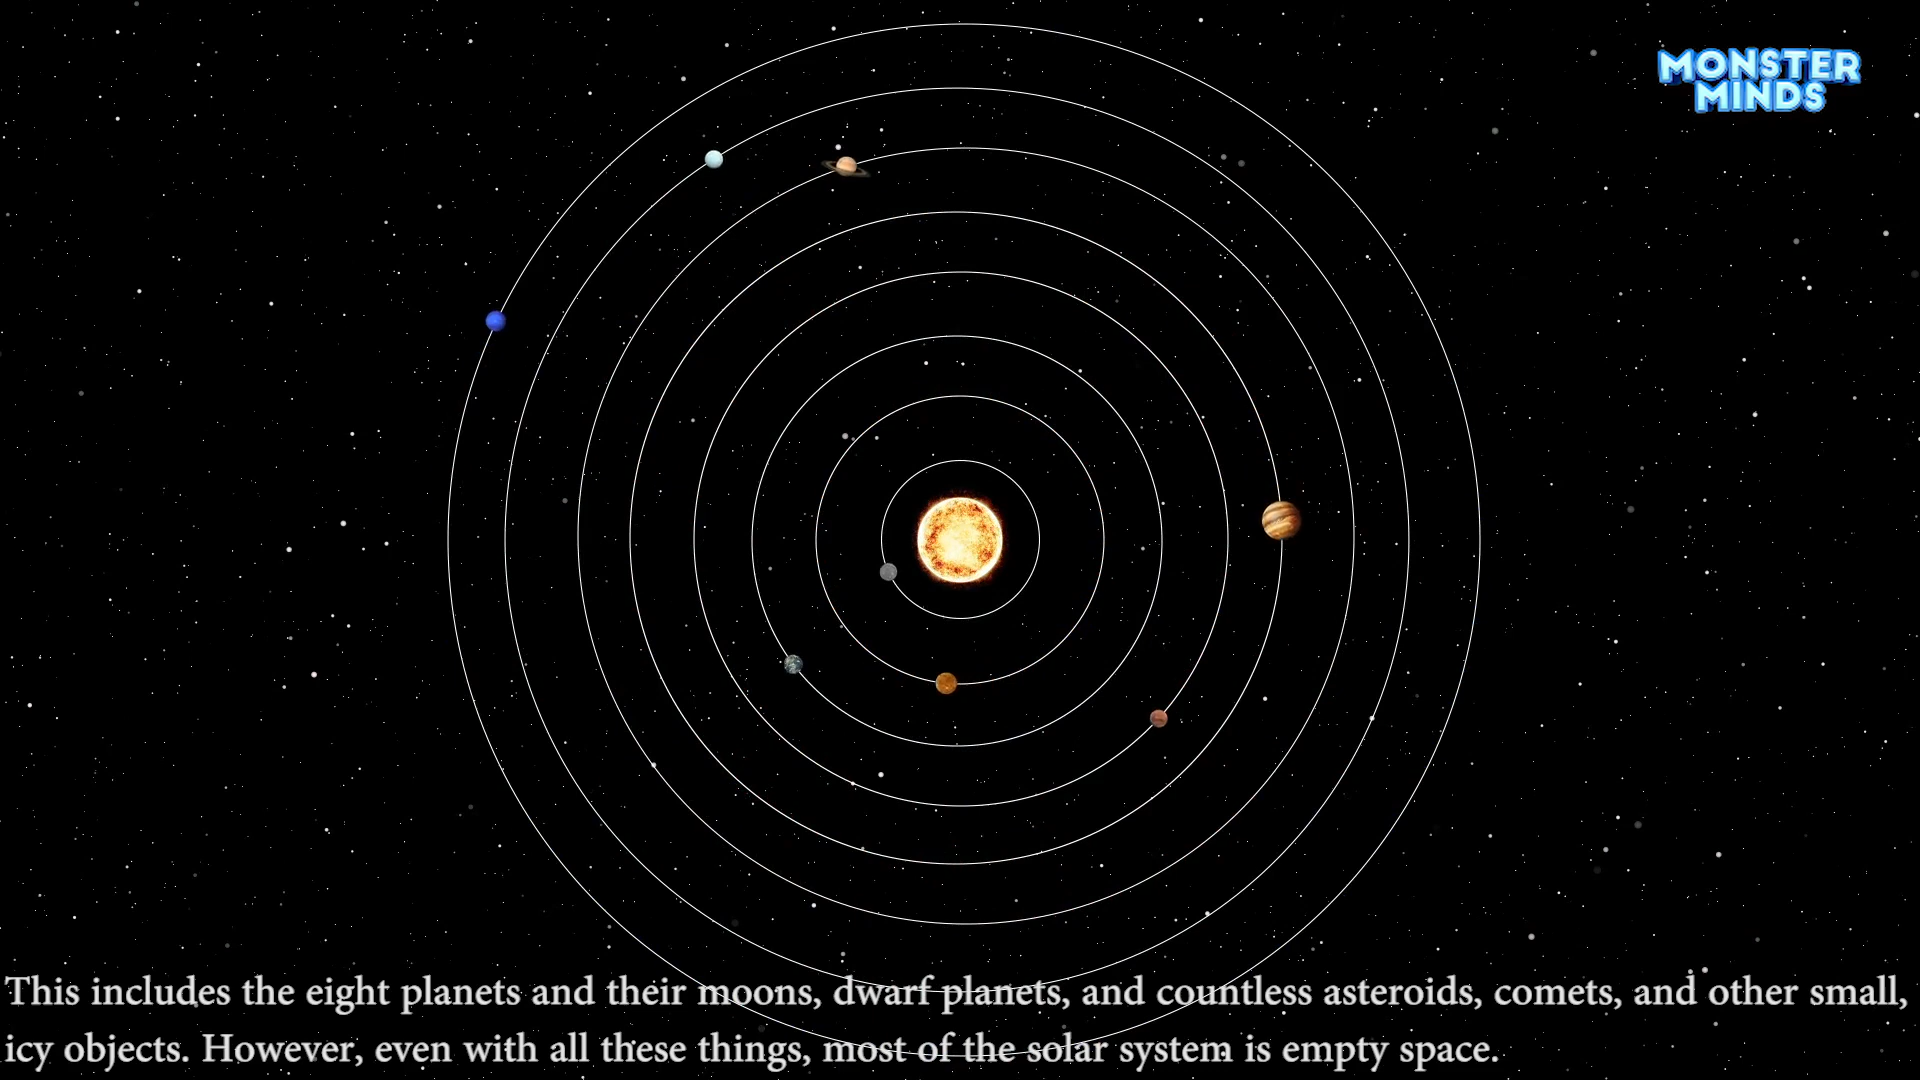 MONSTER
MINDS
This includes the eight planets and their moons, dwarf planets, and countless asteroids, comets, and other small,
icy objects. However, even with all these things, most of the solar system is empty space.